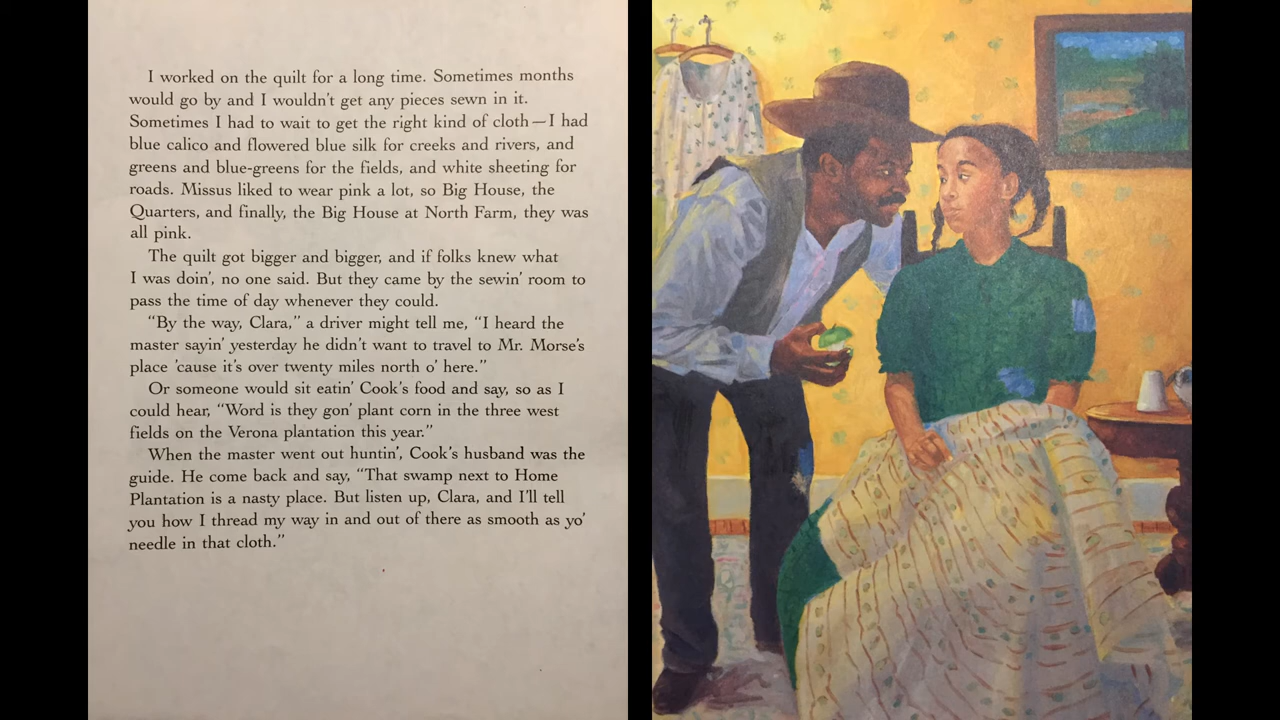 I worked on the quilt for a long time. Sometimes months
would go by and I wouldn't get any pieces sewn in it.
Sometimes I had to wait to get the right kind of cloth—I had
blue calico and flowered blue silk for creeks and rivers, and
greens and blue-greens for the fields, and white sheeting for
roads. Missus liked to wear pink a lot, so Big House, the
Quarters, and finally, the Big House at North Farm, they was
all pink.
The quilt got bigger and bigger, and if folks knew what
I was doin', no one said. But they came by the sewin' room to
pass the time of day whenever they could.
"By the way, Clara," a driver might tell me, "I heard the
master sayin' yesterday he didn't want to travel to Mr. Morse's
place 'cause it's over twenty miles north o' here."
Or someone would sit eatin' Cook's food and say, so as I
could hear, "Word is they gon' plant corn in the three west
fields on the Verona plantation this year."
When the master went out huntin', Cook's husband was the
guide. He come back and say, "That swamp next to Home
Plantation is a nasty place. But listen up, Clara, and I'll tell
you how I thread my way in and out of there as smooth as yo'
needle in that cloth."